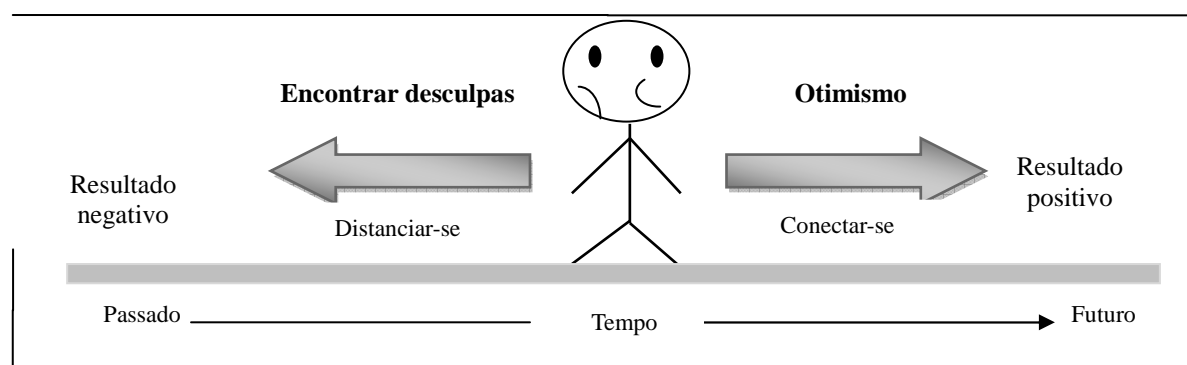 Encontrar desculpas
Otimismo
Resultado
negativo
Resultado
positivo
Distanciar-se
Conectar-se
Passado
Tempo
Futuro